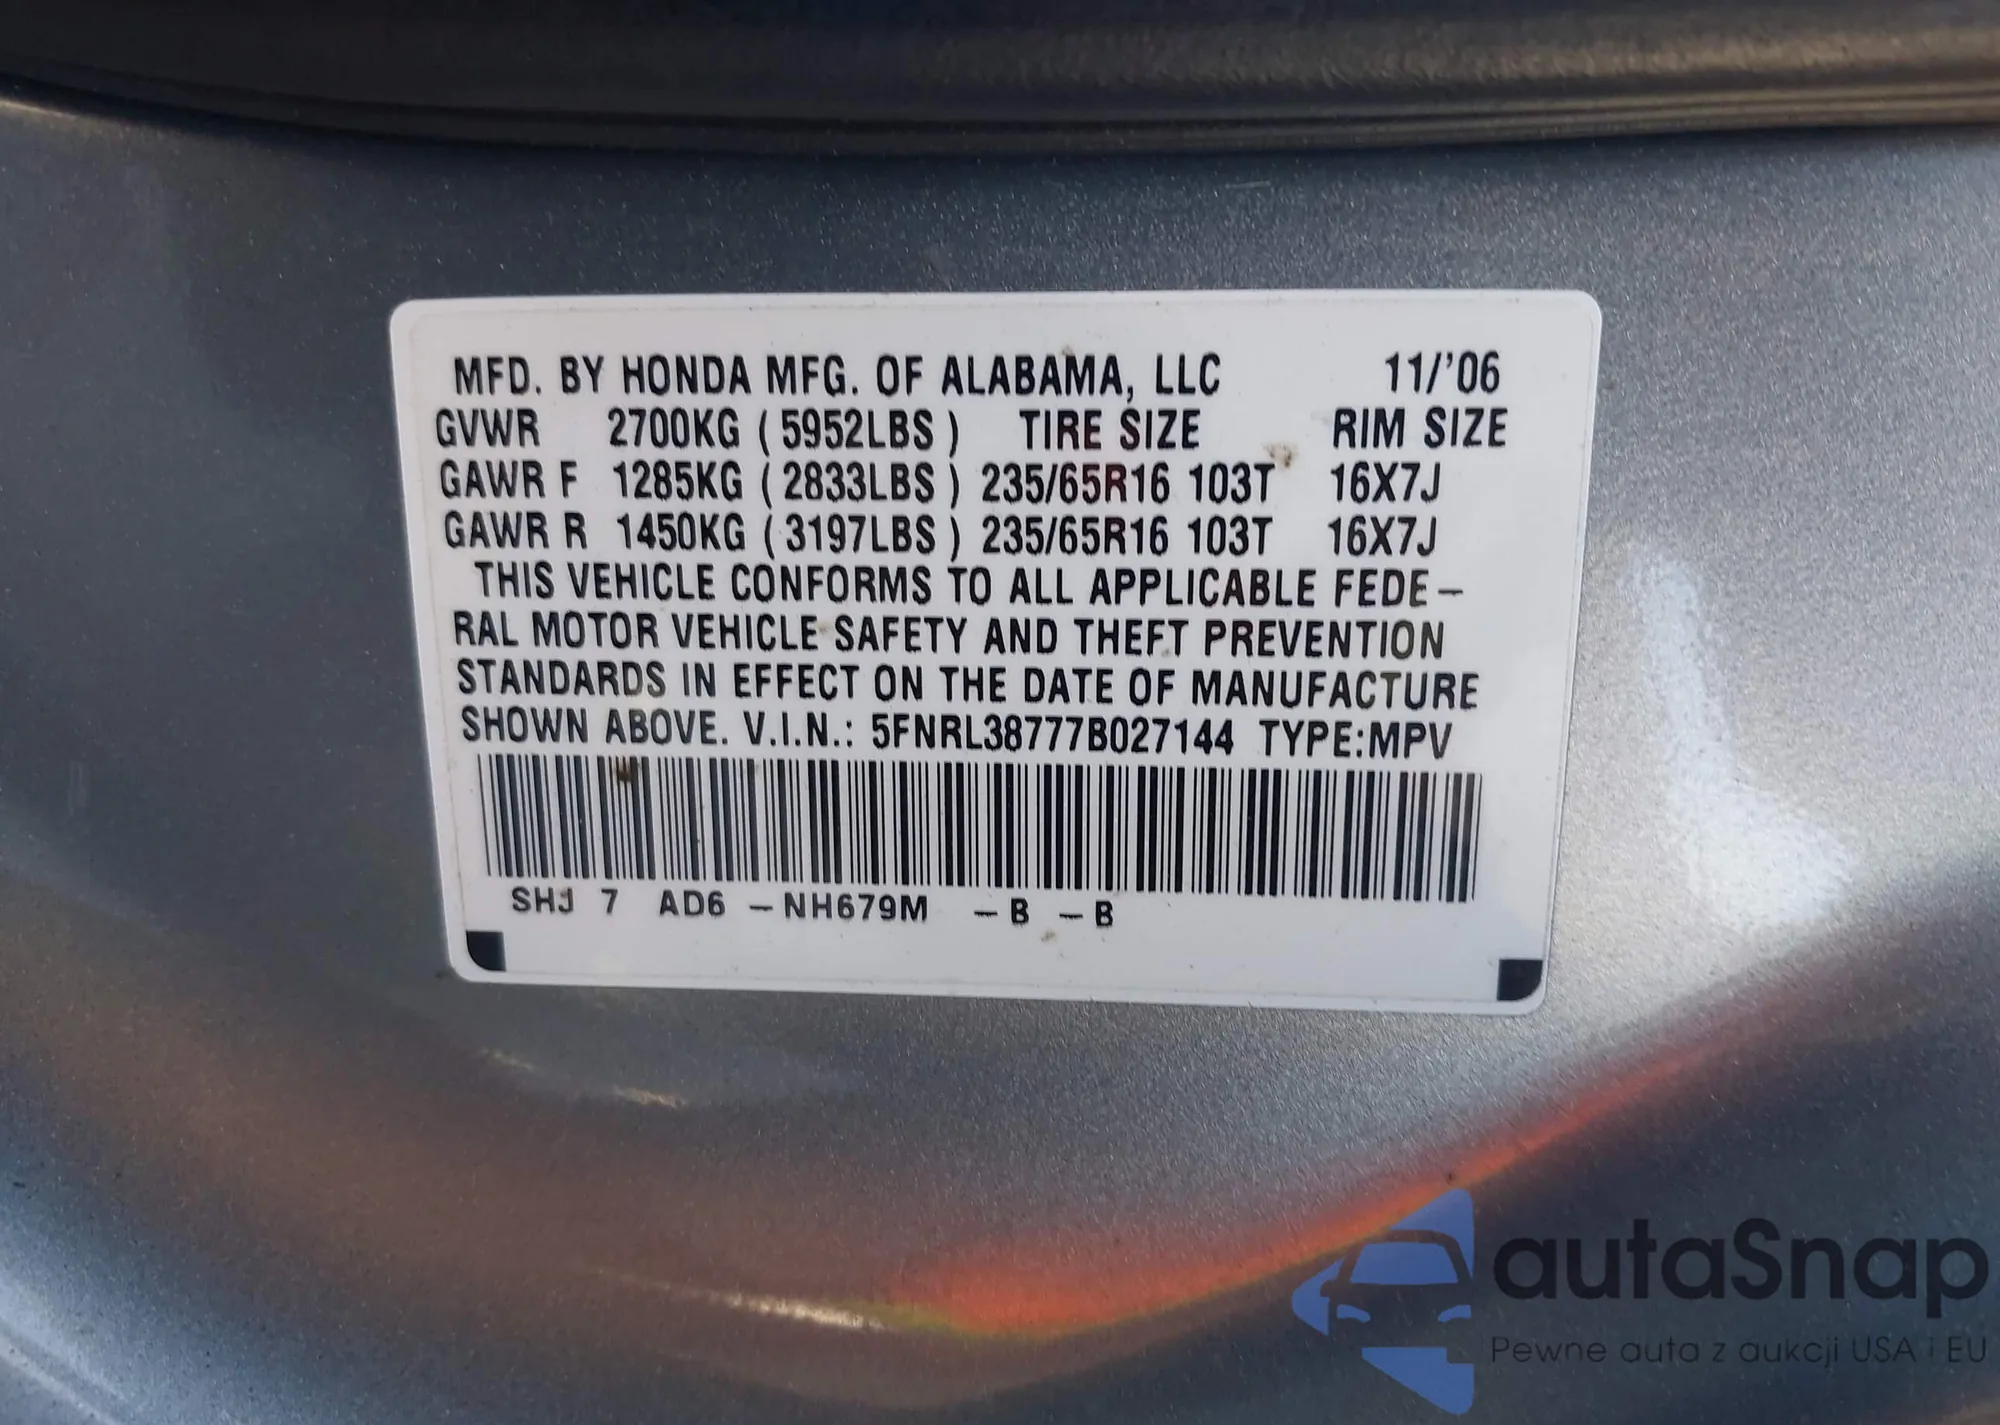 MFD. BY HONDA MFG. OF ALABAMA, LLC 11/'06
GVWR 2700KG ( 5952LBS ) TIRE SIZE RIM SIZE
GAWR F 1285KG ( 2833LBS ) 235/65R16 103T 16X7J
GAWR R 1450KG ( 3197LBS ) 235/65R16 103T 16X7J
THIS VEHICLE CONFORMS TO ALL APPLICABLE FEDE-
RAL MOTOR VEHICLE SAFETY AND THEFT PREVENTION
STANDARDS IN EFFECT ON THE DATE OF MANUFACTURE
SHOWN ABOVE. V.I.N.: 5FNRL38777B027144 TYPE:MPV
SHJ 7 AD6 -NH679M -B -B
autaSnap
Pewne auta z aukcji USA i EU